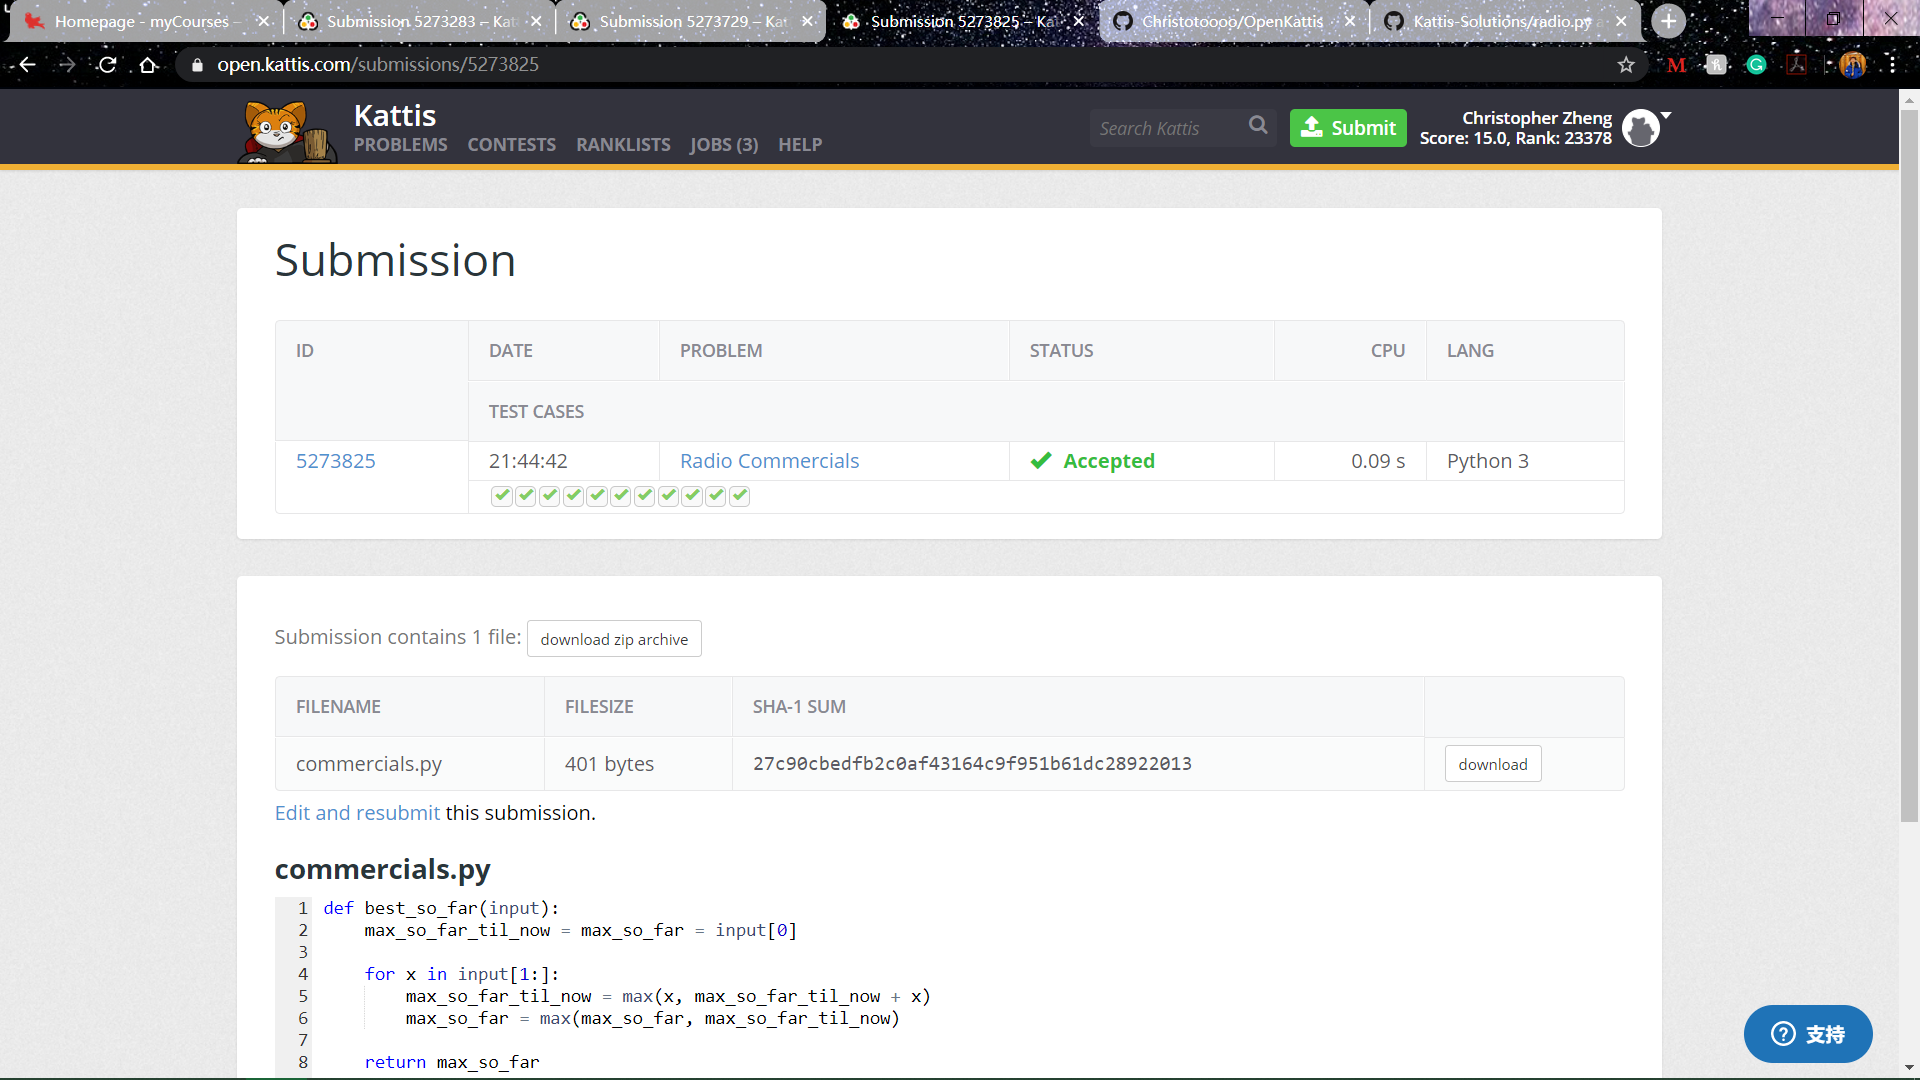 Homepage - myCourses -
Submission 5273283 – Kat
Submission 5273729 – Kat
Submission 5273825 – Ka
Christotoooo/OpenKattis
Kattis-Solutions/radio.py a
open.kattis.com/submissions/5273825
Kattis
PROBLEMS CONTESTS RANKLISTS JOBS (3) HELP
Search Kattis
Submit
Christopher Zheng
Score: 15.0, Rank: 23378
Submission
ID DATE PROBLEM STATUS CPU LANG
TEST CASES
5273825 21:44:42 Radio Commercials Accepted 0.09 s Python 3
Submission contains 1 file: download zip archive
FILENAME FILESIZE SHA-1 SUM
commercials.py 401 bytes 27c90cbedfb2c0af43164c9f951b61dc28922013 download
Edit and resubmit this submission.
commercials.py
1 def best_so_far(input):
2 max_so_far_til_now = max_so_far = input[0]
3
4 for x in input[1:]:
5 max_so_far_til_now = max(x, max_so_far_til_now + x)
6 max_so_far = max(max_so_far, max_so_far_til_now)
7
8 return max_so_far
支持